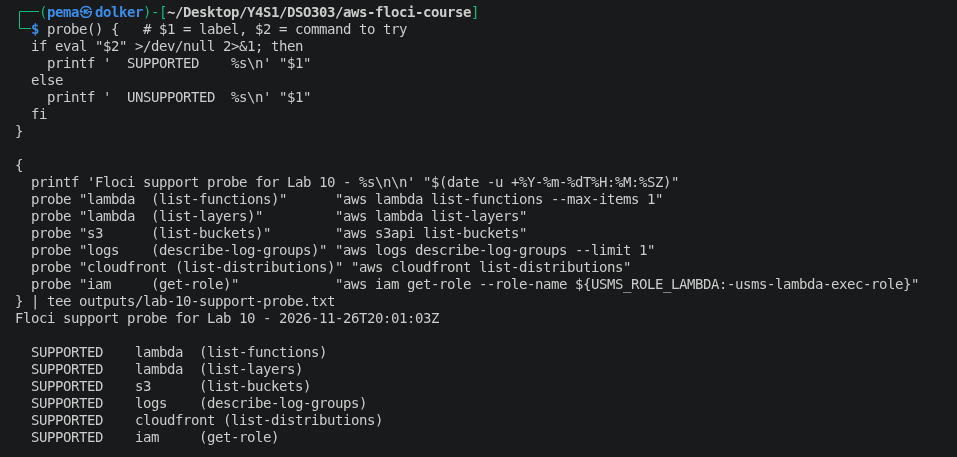 ┌──(pema㉿dolker)-[~/Desktop/Y4S1/DSO303/aws-floci-course]
└─$ probe() {   # $1 = label, $2 = command to try
  if eval "$2" >/dev/null 2>&1; then
    printf '  SUPPORTED    %s\n' "$1"
  else
    printf '  UNSUPPORTED  %s\n' "$1"
  fi
}

{
  printf 'Floci support probe for Lab 10 - %s\n\n' "$(date -u +%Y-%m-%dT%H:%M:%SZ)"
  probe "lambda  (list-functions)"      "aws lambda list-functions --max-items 1"
  probe "lambda  (list-layers)"         "aws lambda list-layers"
  probe "s3      (list-buckets)"        "aws s3api list-buckets"
  probe "logs    (describe-log-groups)" "aws logs describe-log-groups --limit 1"
  probe "cloudfront (list-distributions)" "aws cloudfront list-distributions"
  probe "iam     (get-role)"            "aws iam get-role --role-name ${USMS_ROLE_LAMBDA:-usms-lambda-exec-role}"
} | tee outputs/lab-10-support-probe.txt
Floci support probe for Lab 10 - 2026-11-26T20:01:03Z

  SUPPORTED    lambda  (list-functions)
  SUPPORTED    lambda  (list-layers)
  SUPPORTED    s3      (list-buckets)
  SUPPORTED    logs    (describe-log-groups)
  SUPPORTED    cloudfront (list-distributions)
  SUPPORTED    iam     (get-role)